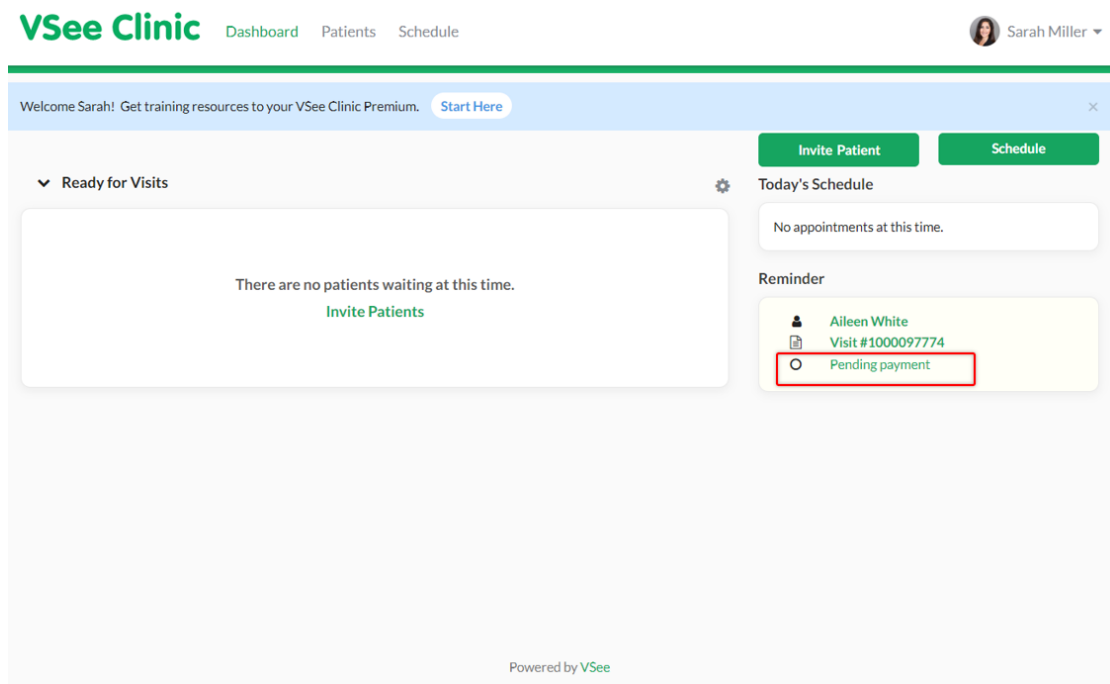 VSee Clinic Dashboard Patients Schedule Sarah Miller
Welcome Sarah! Get training resources to your VSee Clinic Premium. Start Here ×
Invite Patient Schedule
Ready for Visits
Today's Schedule
No appointments at this time.
There are no patients waiting at this time.
Invite Patients
Reminder
Aileen White
Visit #1000097774
Pending payment
Powered by VSee